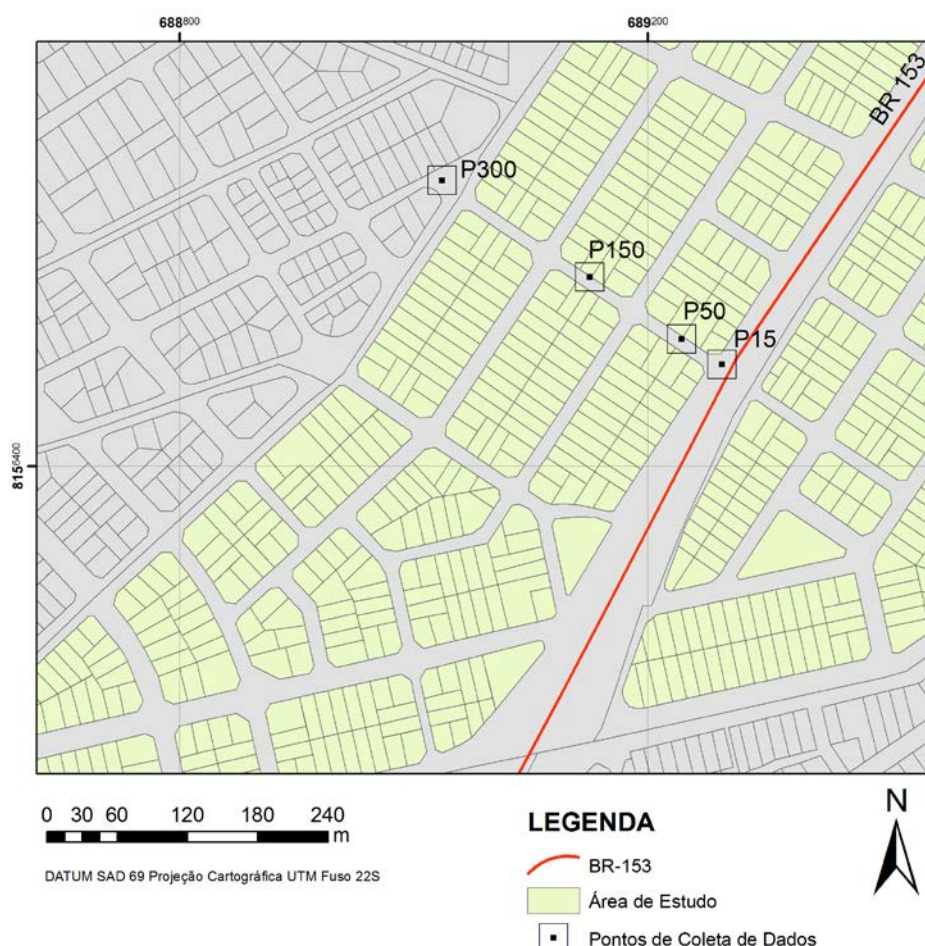 688⁸⁰⁰ 689²⁰⁰
BR 153
P300
P150
P50
P15
815⁶⁴⁰⁰
0 30 60 120 180 240
m
DATUM SAD 69 Projeção Cartográfica UTM Fuso 22S
N
LEGENDA
BR-153
Área de Estudo
Pontos de Coleta de Dados